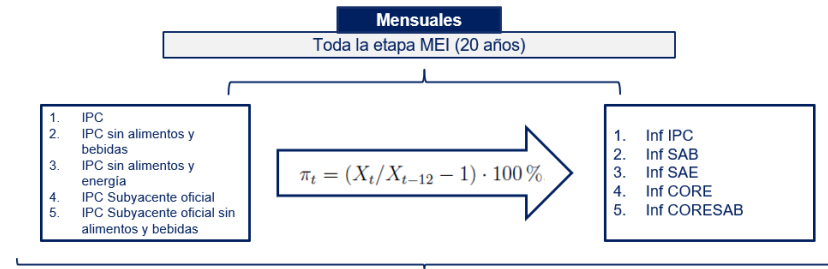 Mensuales
Toda la etapa MEI (20 años)
1. IPC
2. IPC sin alimentos y
bebidas
3. IPC sin alimentos y
energía
4. IPC Subyacente oficial
5. IPC Subyacente oficial sin
alimentos y bebidas
π_t = (X_t/X_{t−12} − 1) · 100 %
1. Inf IPC
2. Inf SAB
3. Inf SAE
4. Inf CORE
5. Inf CORESAB